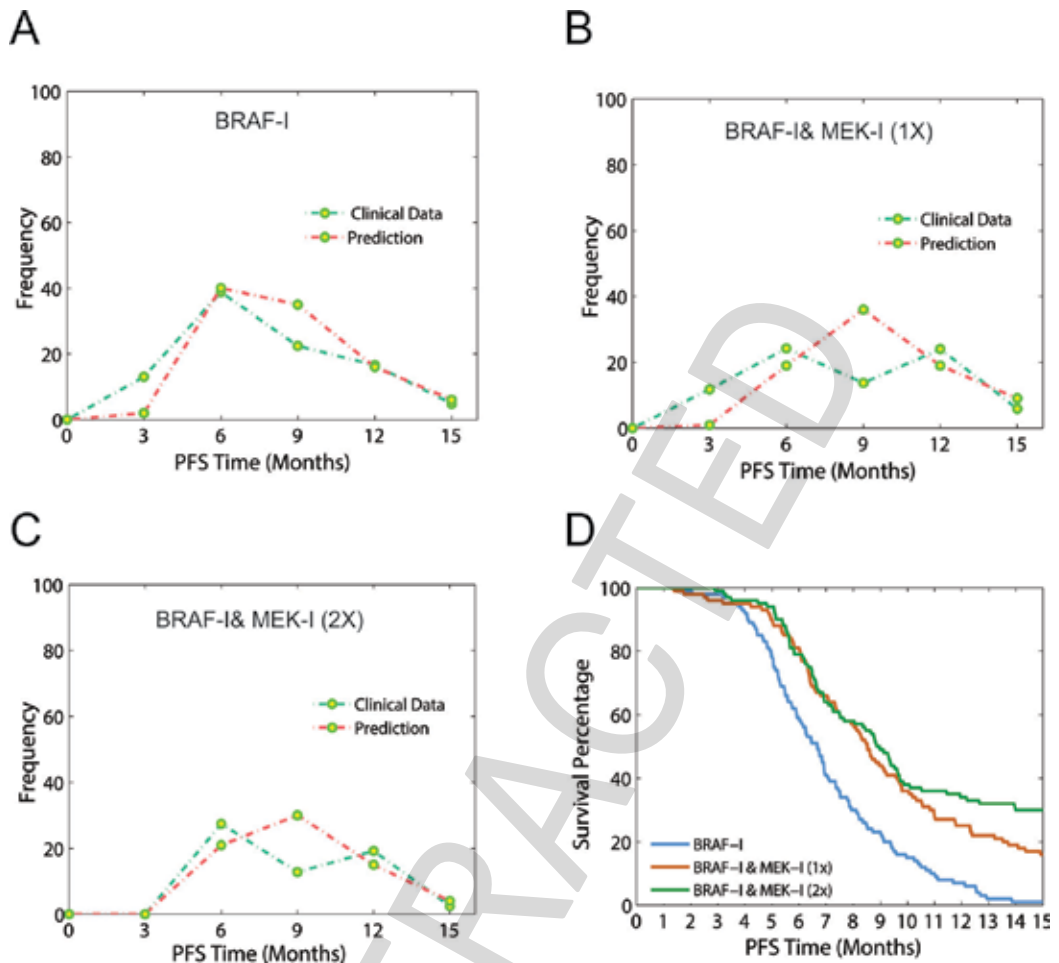 A
100
80
60
40
20
0
Frequency
BRAF-I
Clinical Data
Prediction
0 3 6 9 12 15
PFS Time (Months)
B
100
80
60
40
20
0
Frequency
BRAF-I& MEK-I (1X)
Clinical Data
Prediction
0 3 6 9 12 15
PFS Time (Months)
C
100
80
60
40
20
0
Frequency
BRAF-I& MEK-I (2X)
Clinical Data
Prediction
0 3 6 9 12 15
PFS Time (Months)
D
100
80
60
40
20
0
Survival Percentage
BRAF-I
BRAF-I & MEK-I (1x)
BRAF-I & MEK-I (2x)
0 1 2 3 4 5 6 7 8 9 10 11 12 13 14 15
PFS Time (Months)
TRACTED